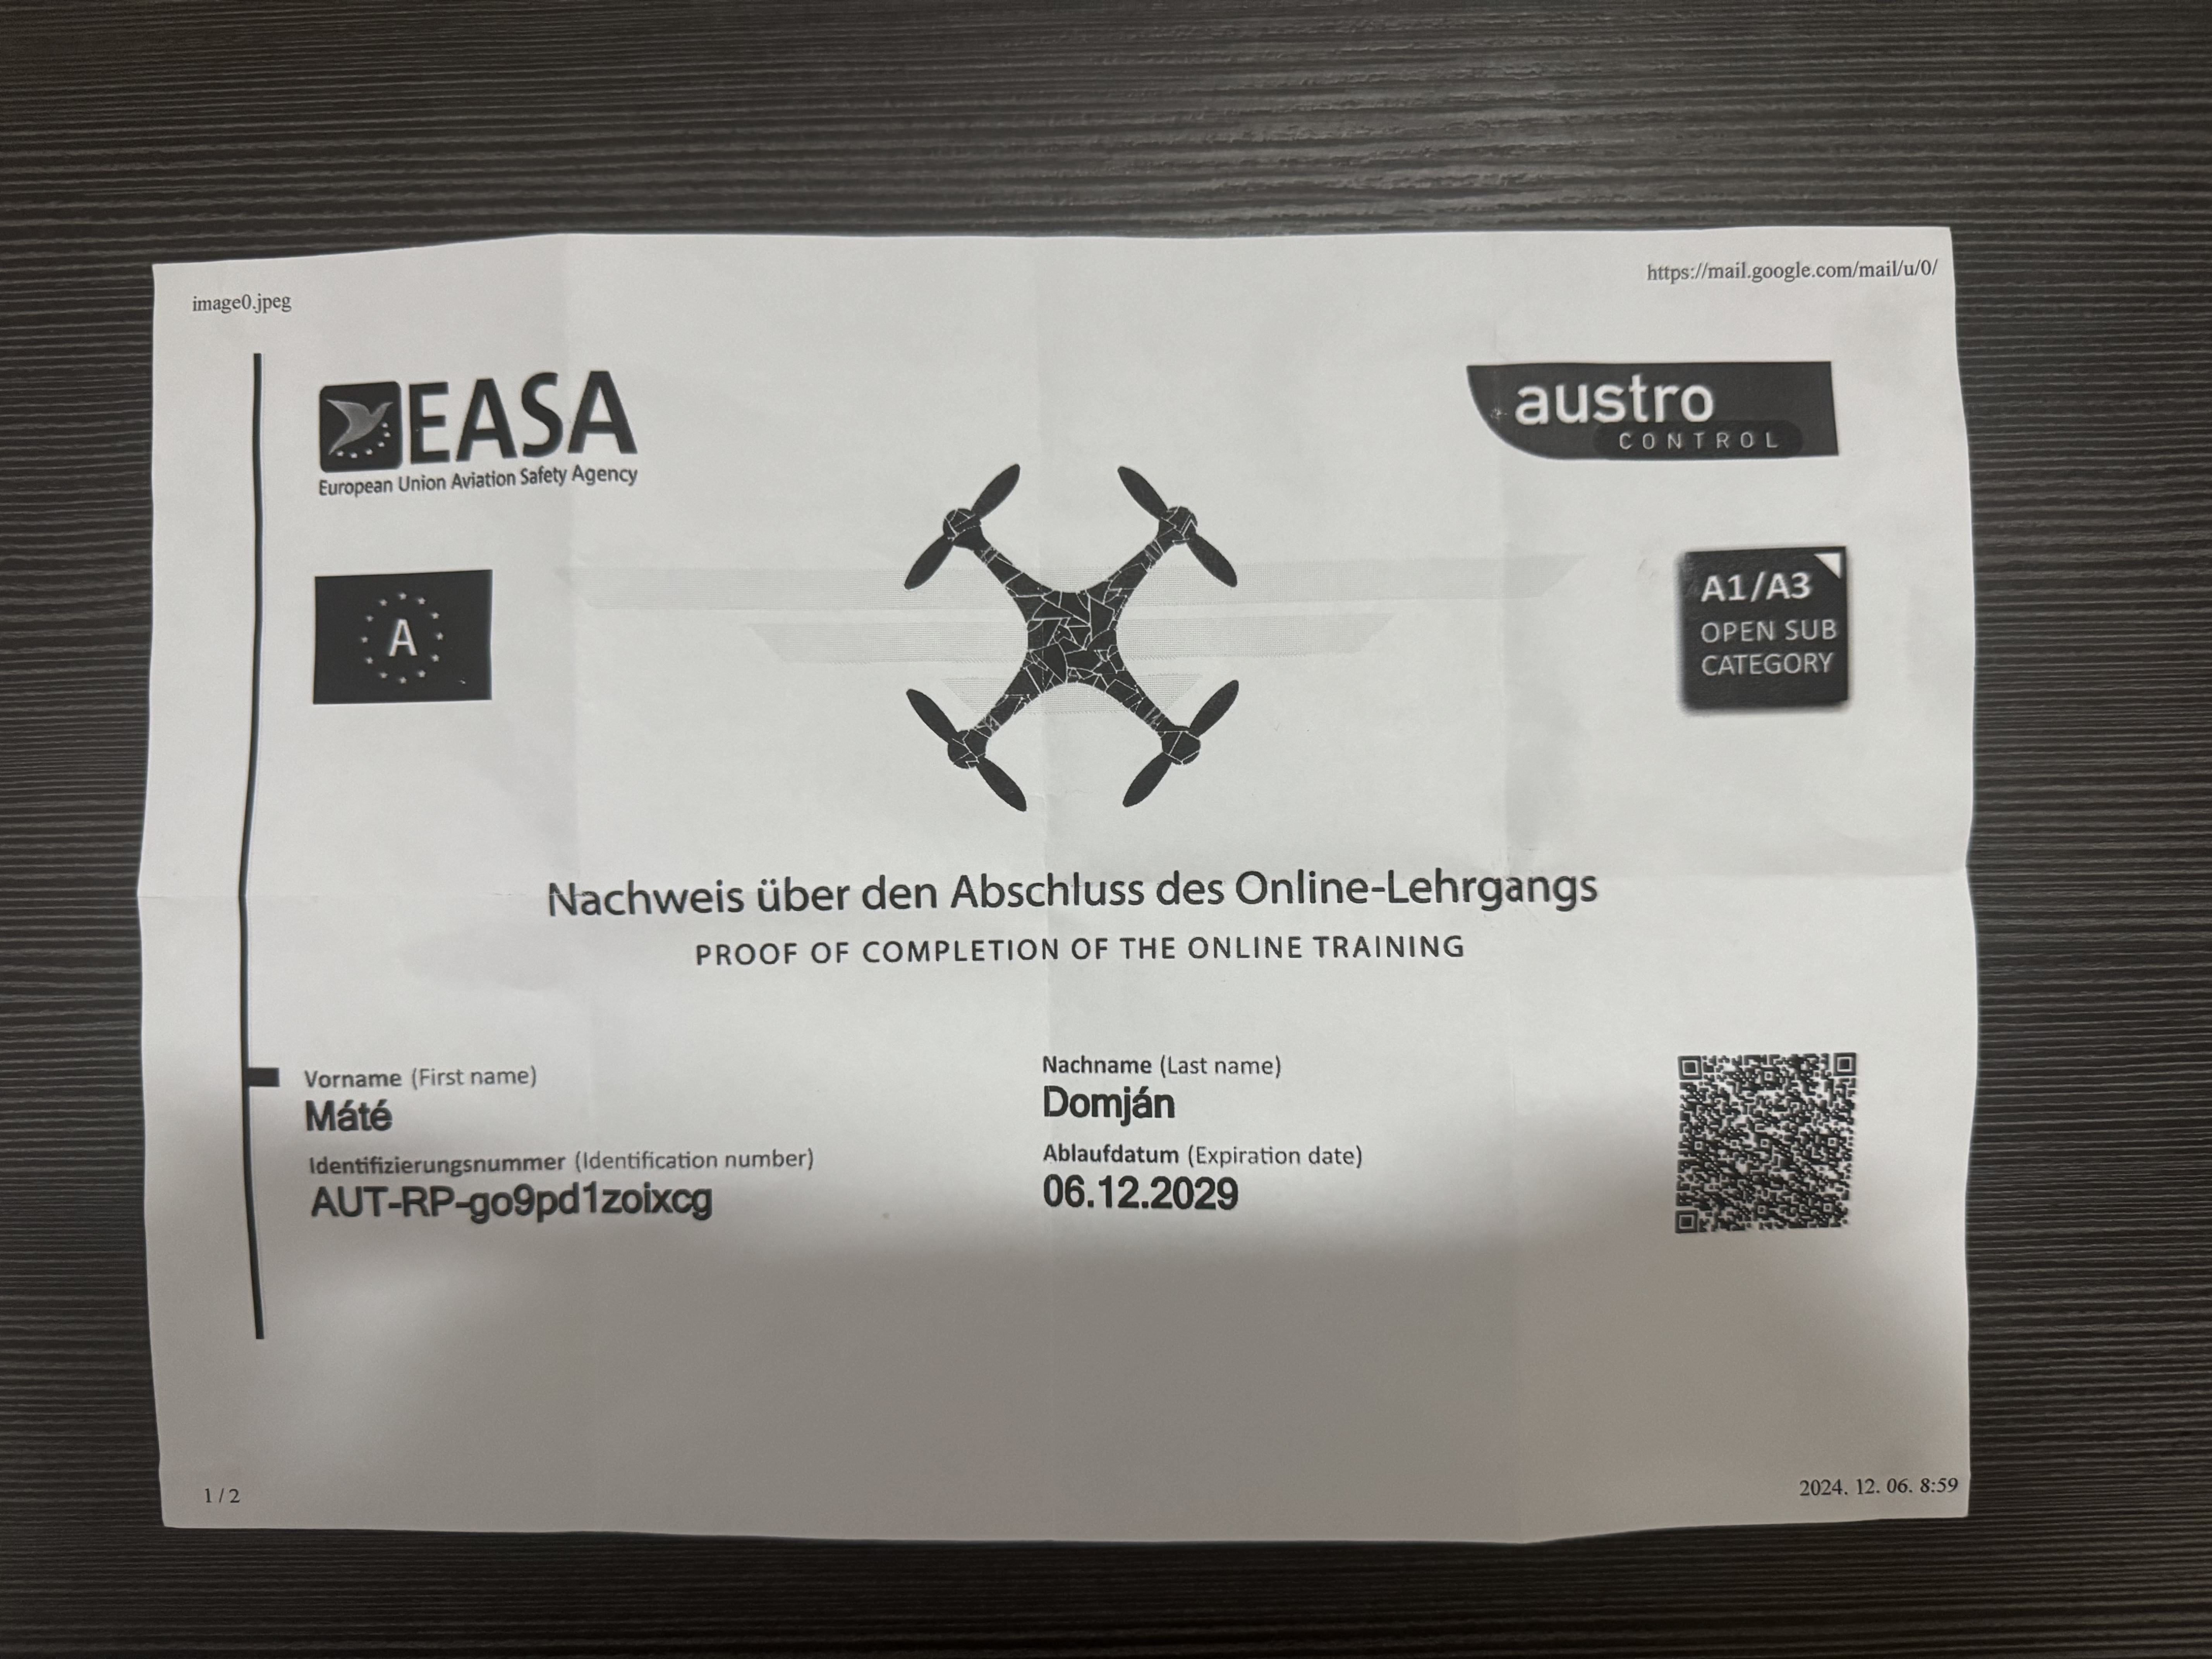 image0.jpeg
https://mail.google.com/mail/u/0/
EASA
European Union Aviation Safety Agency
austro
CONTROL
A
A1/A3
OPEN SUB
CATEGORY
Nachweis über den Abschluss des Online-Lehrgangs
PROOF OF COMPLETION OF THE ONLINE TRAINING
Vorname (First name)
Máté
Nachname (Last name)
Domján
Identifizierungsnummer (Identification number)
AUT-RP-go9pd1zoixcg
Ablaufdatum (Expiration date)
06.12.2029
1 / 2
2024. 12. 06. 8:59